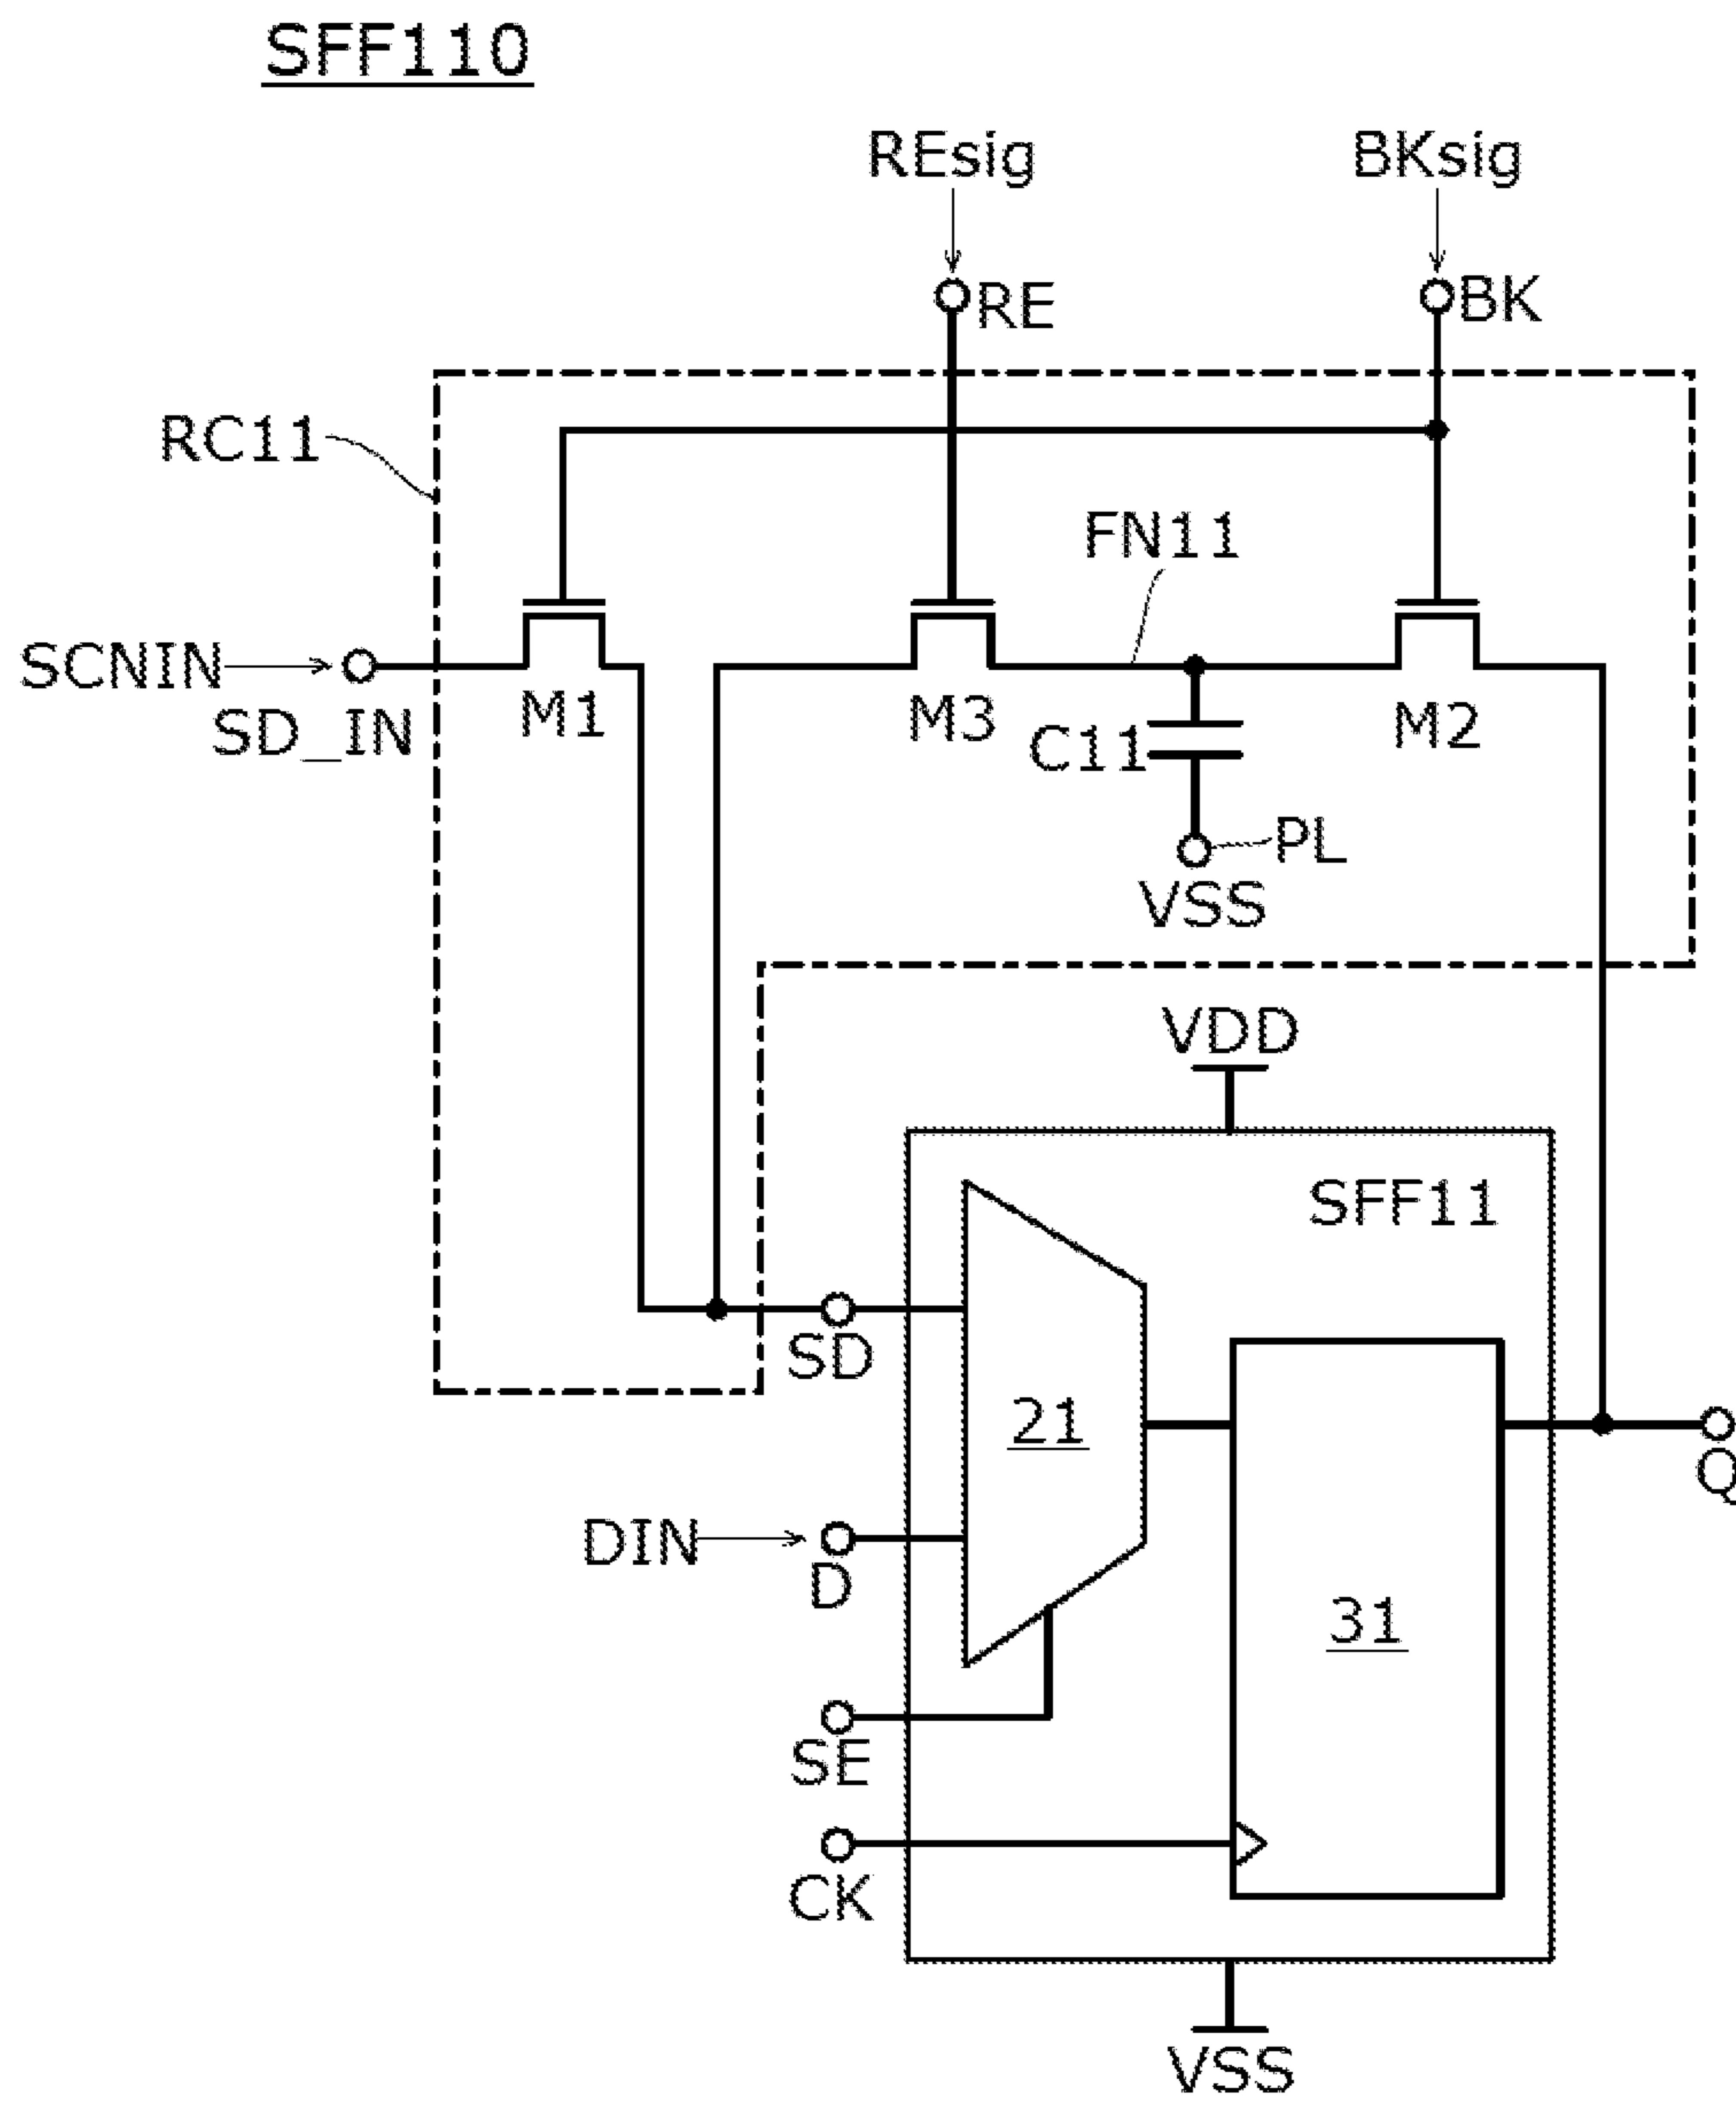 SFF110
REsig
BKsig
RE
BK
RC11
FN11
SCNIN
SD_IN
M1
M3
C11
M2
PL
VSS
VDD
SFF11
SD
21
Q
DIN
D
31
SE
CK
VSS